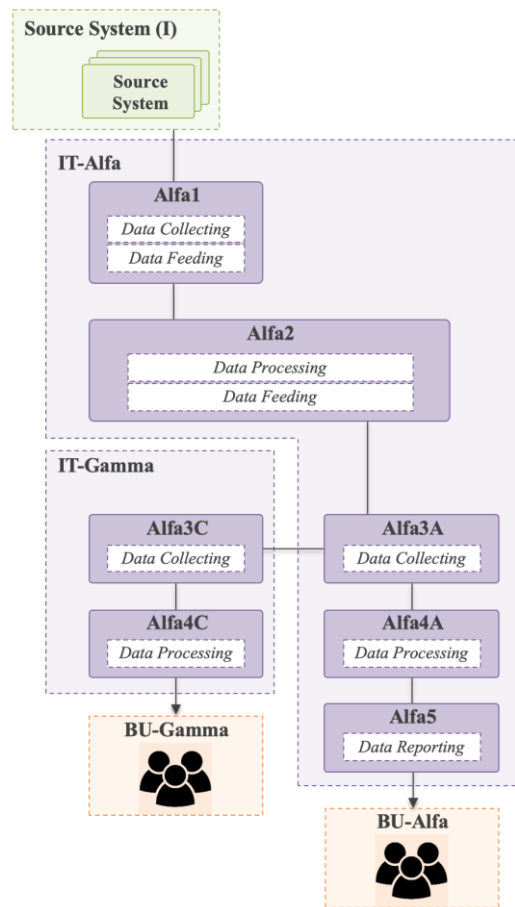 Source System (I)
Source
System
IT-Alfa
Alfa1
Data Collecting
Data Feeding
Alfa2
Data Processing
Data Feeding
IT-Gamma
Alfa3C
Data Collecting
Alfa3A
Data Collecting
Alfa4C
Data Processing
Alfa4A
Data Processing
Alfa5
Data Reporting
BU-Gamma
BU-Alfa